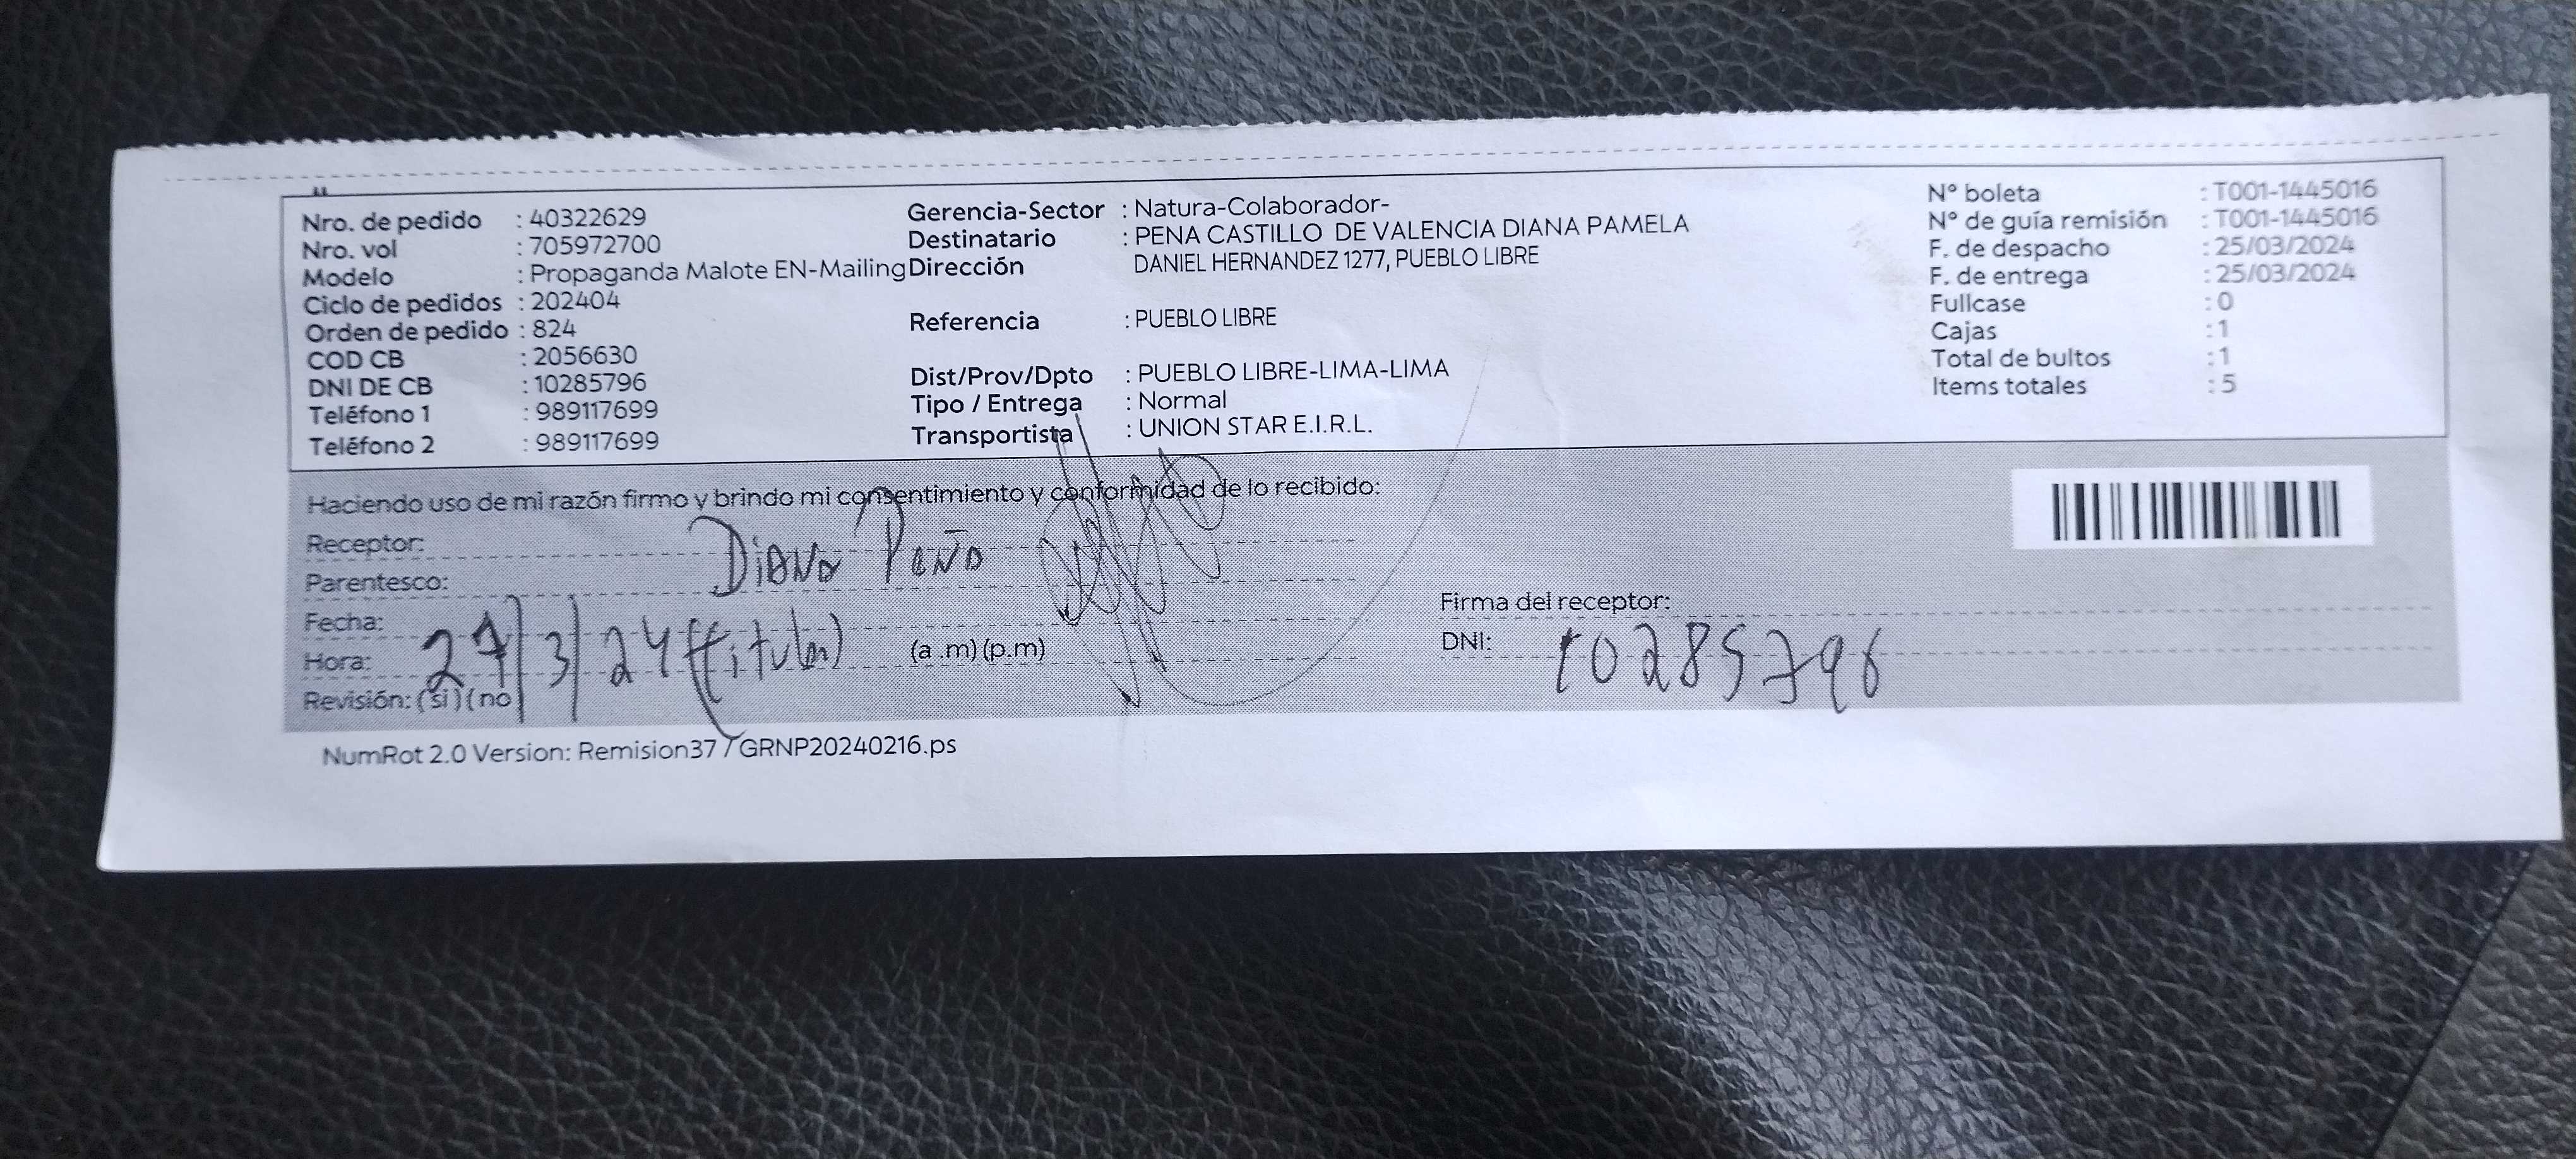 Nro. de pedido : 40322629
Nro. vol : 705972700
Modelo : Propaganda Malote EN-Mailing
Ciclo de pedidos : 202404
Orden de pedido : 824
COD CB : 2056630
DNI DE CB : 10285796
Teléfono 1 : 989117699
Teléfono 2 : 989117699
Gerencia-Sector : Natura-Colaborador-
Destinatario : PENA CASTILLO DE VALENCIA DIANA PAMELA
Dirección DANIEL HERNANDEZ 1277, PUEBLO LIBRE
Referencia : PUEBLO LIBRE
Dist/Prov/Dpto : PUEBLO LIBRE-LIMA-LIMA
Tipo / Entrega : Normal
Transportista : UNION STAR E.I.R.L.
N° boleta : T001-1445016
N° de guía remisión : T001-1445016
F. de despacho : 25/03/2024
F. de entrega : 25/03/2024
Fullcase : 0
Cajas : 1
Total de bultos : 1
Items totales : 5
Haciendo uso de mi razón firmo y brindo mi consentimiento y conformidad de lo recibido:
Receptor: Diana Peña
Parentesco:
Fecha:
27/3/24 (titular)
Hora: (a .m) (p.m)
Revisión: (si) (no
Firma del receptor:
DNI: 10285796
NumRot 2.0 Version: Remision37 / GRNP20240216.ps